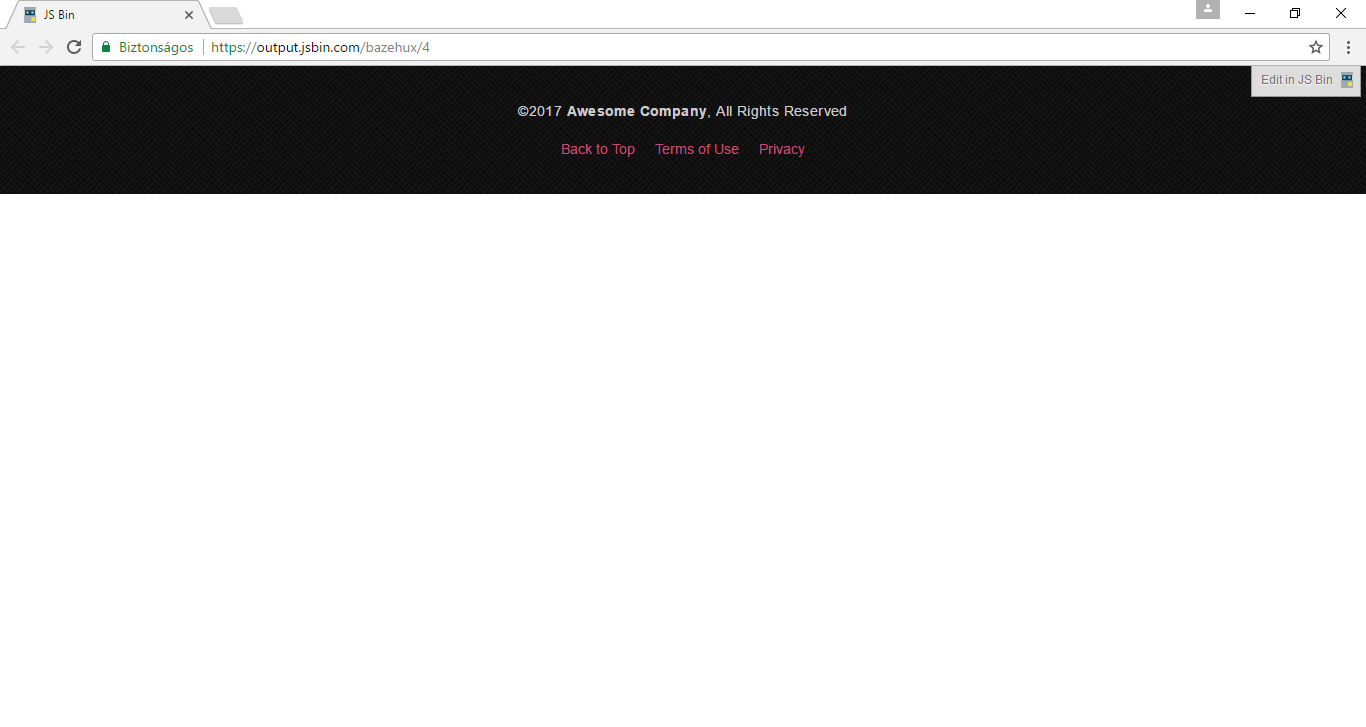 JS Bin
Biztonságos https://output.jsbin.com/bazehux/4
Edit in JS Bin
©2017 Awesome Company, All Rights Reserved
Back to Top Terms of Use Privacy